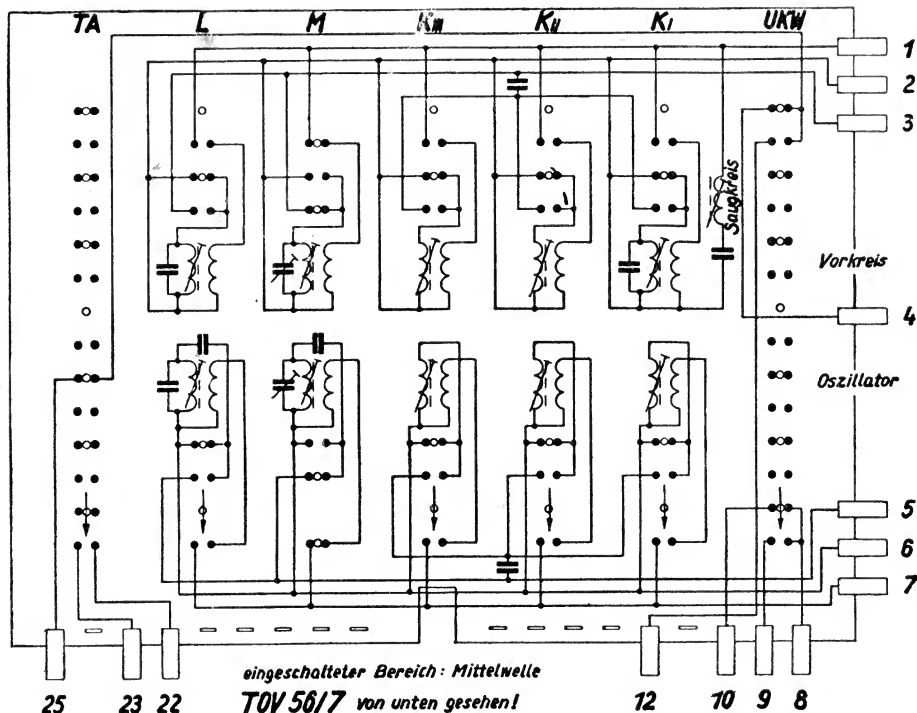 TA L M KIII KII KI UKW
1
2
3
Saugkreis
Vorkreis
4
Oszillator
5
6
7
eingeschalteter Bereich: Mittelwelle
25 23 22 TOV 56/7 von unten gesehen! 12 10 9 8